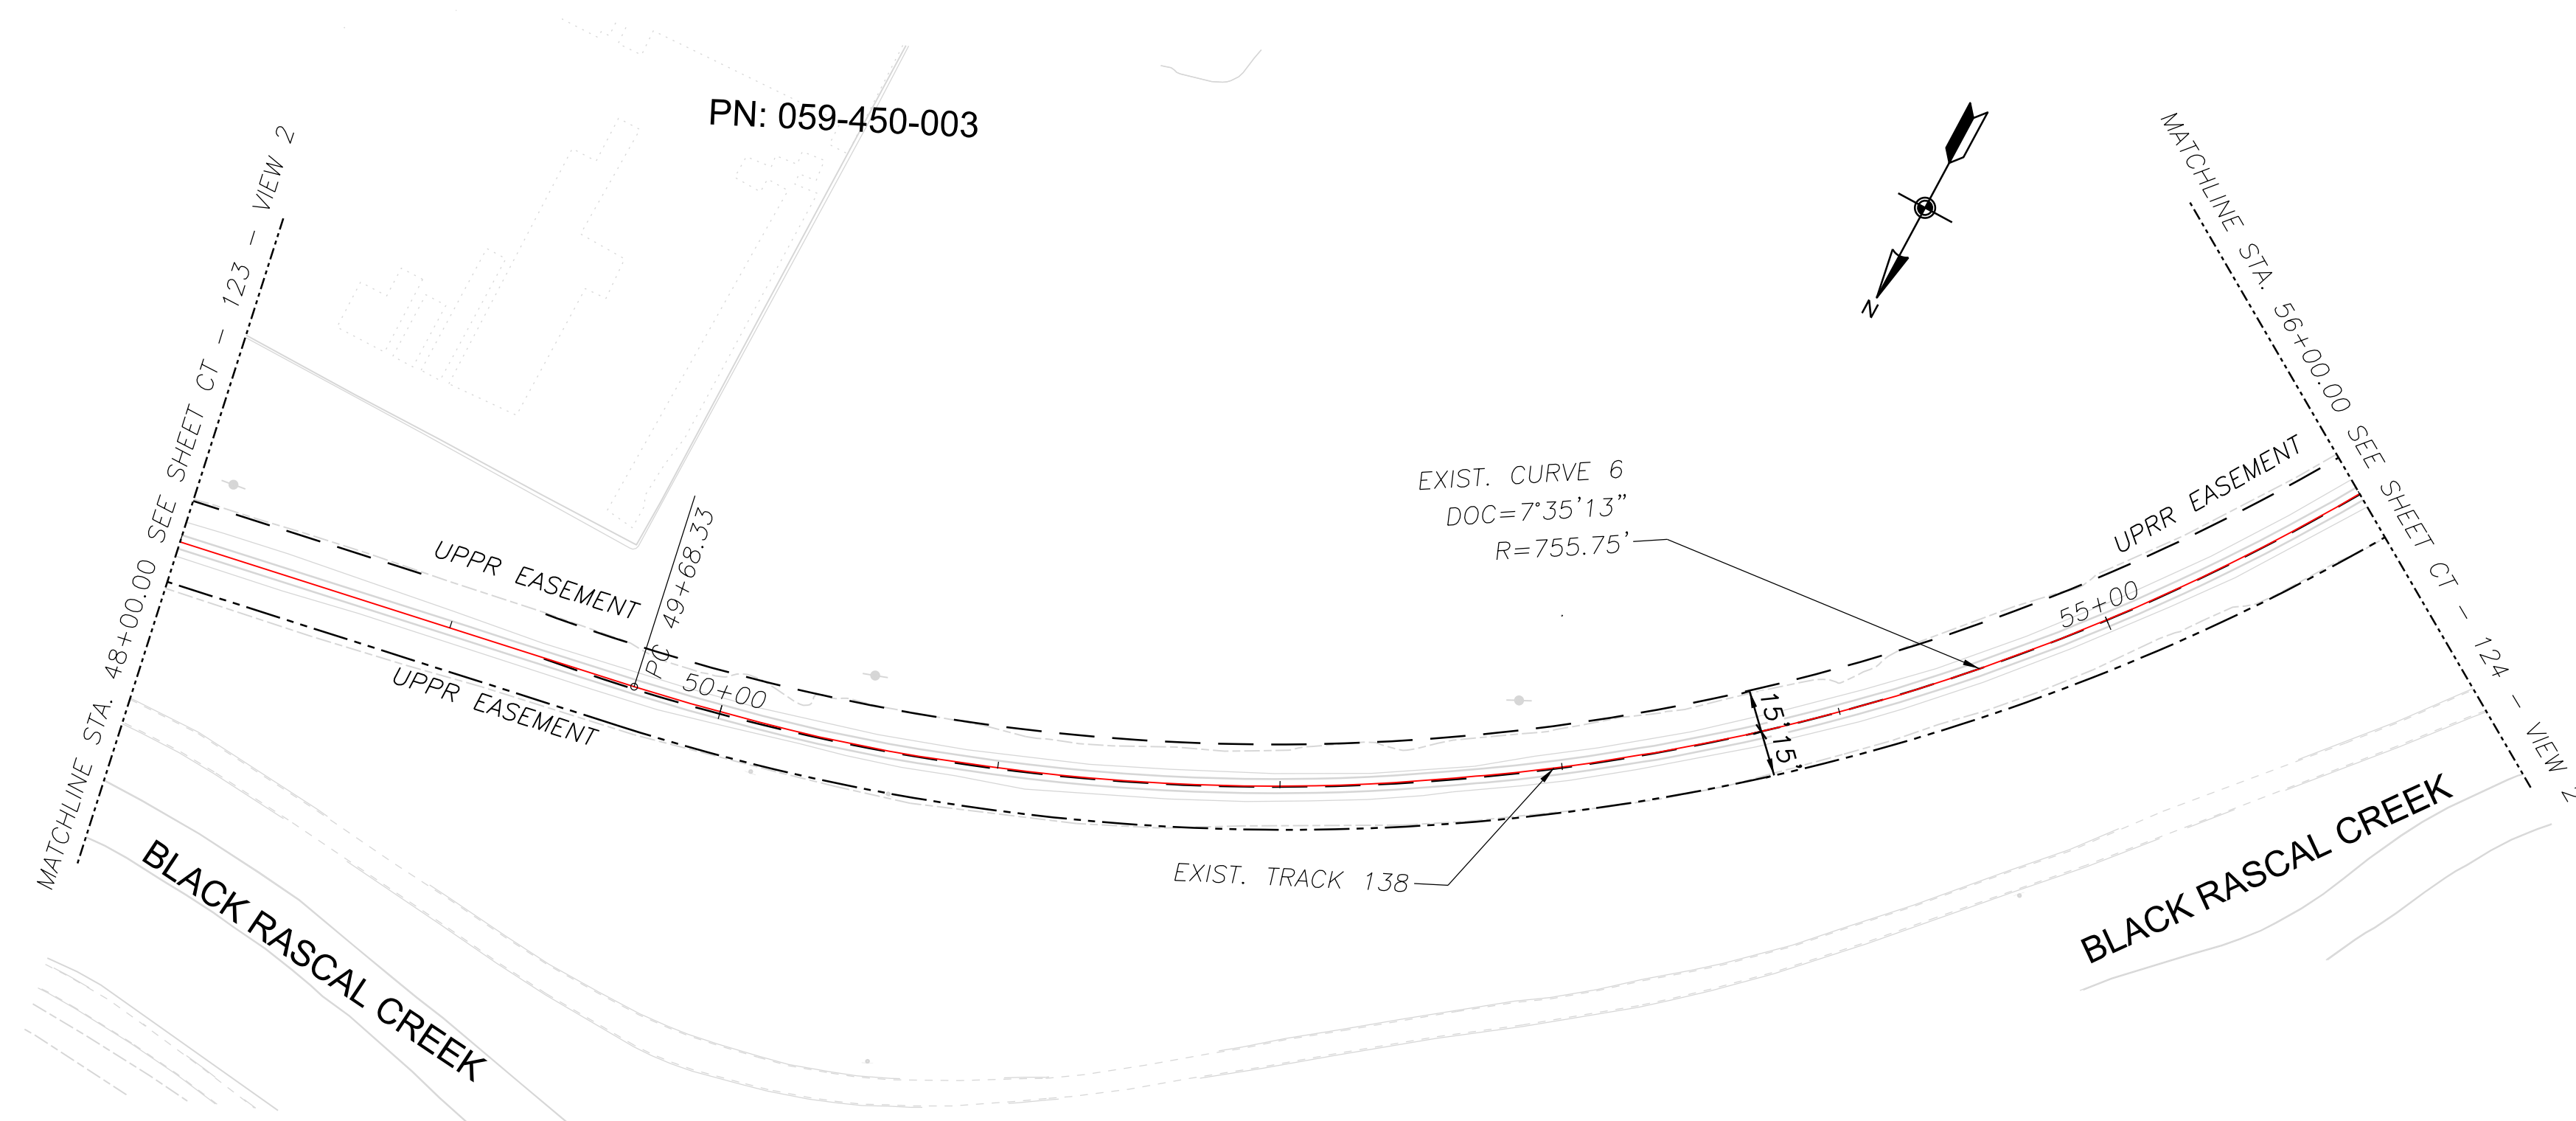 PN: 059-450-003
MATCHLINE STA. 48+00.00 SEE SHEET CT - 123 - VIEW 2
MATCHLINE STA. 56+00.00 SEE SHEET CT - 124 - VIEW 2
N
EXIST. CURVE 6
DOC=7°35'13"
R=755.75'
UPPR EASEMENT
PC 49+68.33
UPRR EASEMENT
50+00
55+00
UPPR EASEMENT
15'
15'
EXIST. TRACK 138
BLACK RASCAL CREEK
BLACK RASCAL CREEK